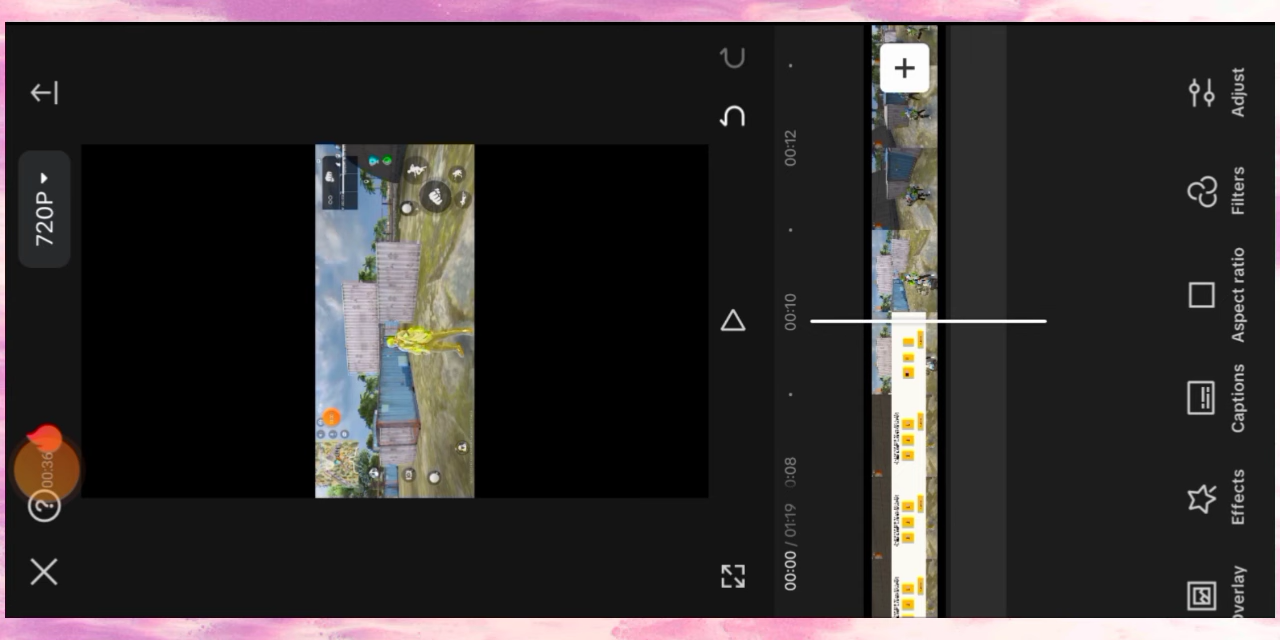 720P
00:36
00:00 / 01:19
0:08
00:10
00:12
Overlay
Effects
Captions
Aspect ratio
Filters
Adjust